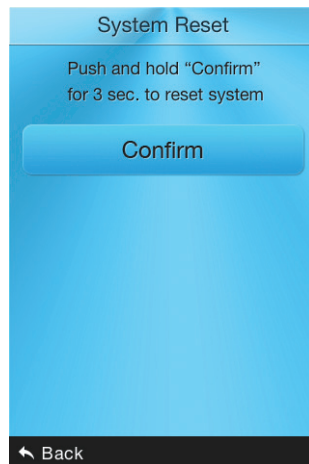 System Reset
Push and hold “Confirm”
for 3 sec. to reset system
Confirm
Back